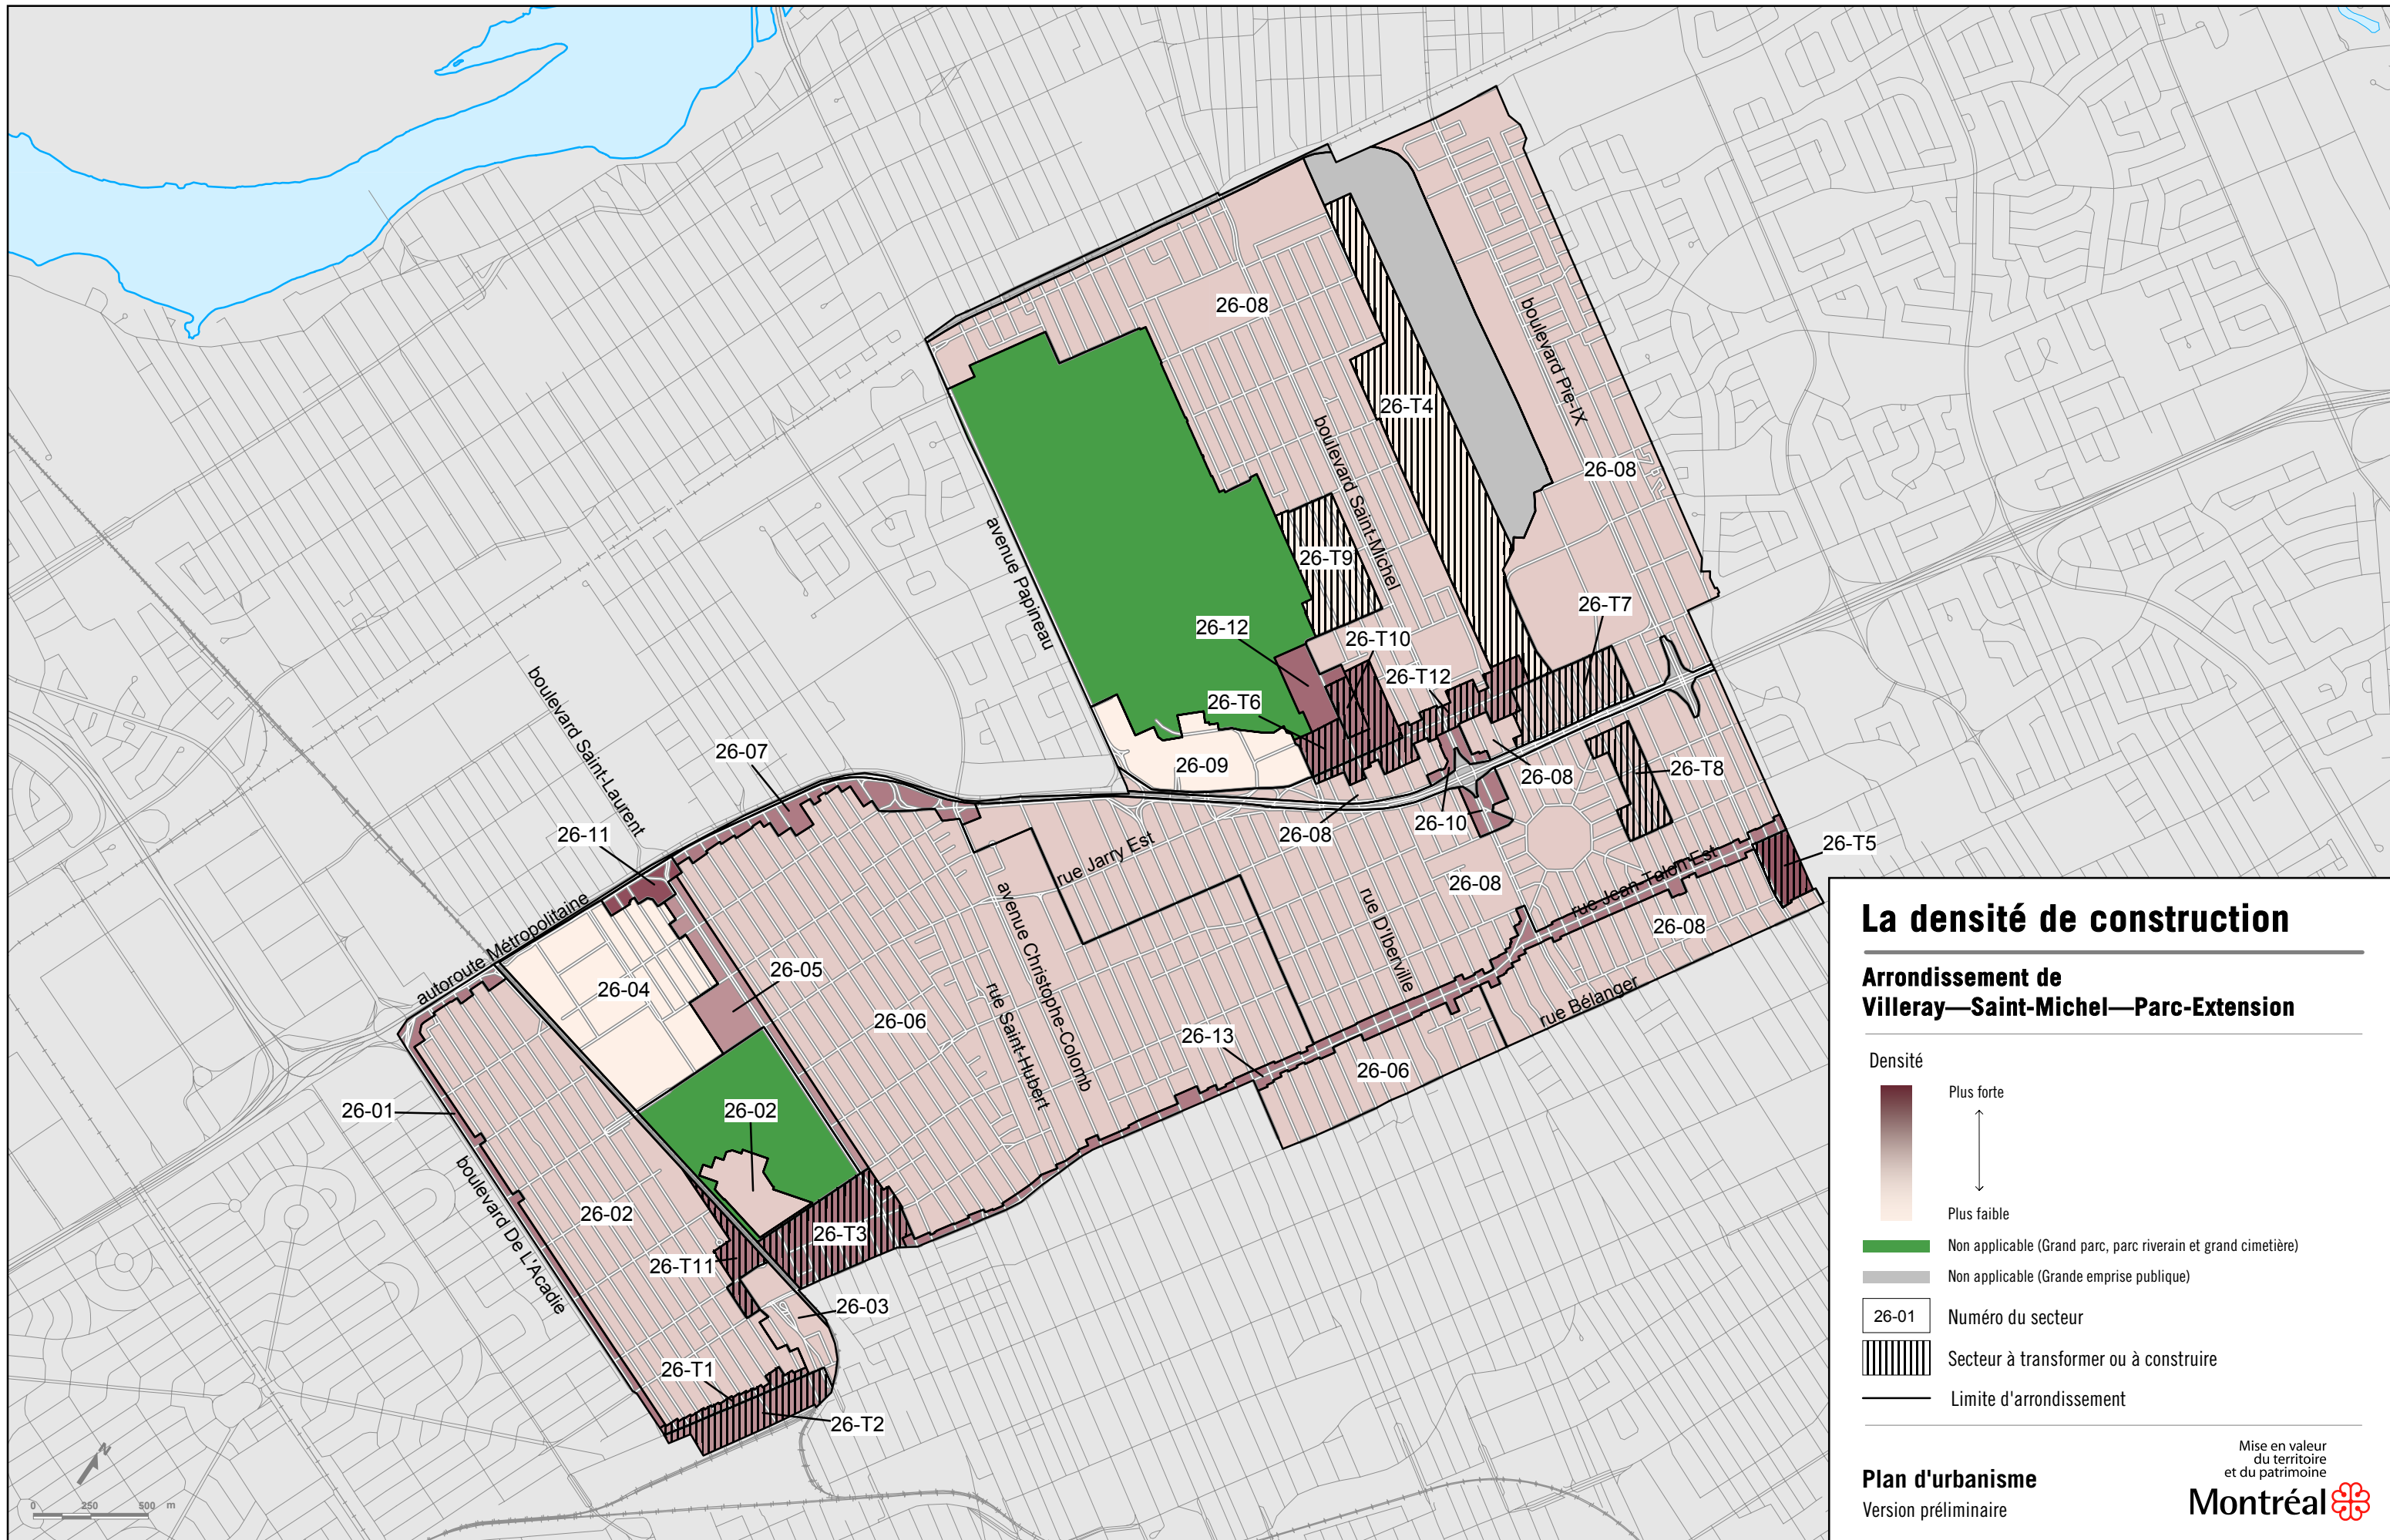 26-08
boulevard Pie-IX
26-T4
boulevard Saint-Michel
26-08
avenue Papineau
26-T9
26-T7
26-12
26-T10
26-T12
boulevard Saint-Laurent
26-T6
26-07
26-09
26-08
26-T8
26-11
26-08
26-10
rue Jarry Est
26-T5
autoroute Métropolitaine
avenue Christophe-Colomb
rue D'Iberville
26-08
rue Jean-Talon Est
26-08
26-04
26-05
26-06
rue Saint-Hubert
rue Bélanger
26-13
26-06
26-01
26-02
boulevard De L'Acadie
26-02
26-T3
26-T11
26-03
26-T1
26-T2
N
0 250 500 m
La densité de construction
Arrondissement de
Villeray—Saint-Michel—Parc-Extension
Densité
Plus forte
Plus faible
Non applicable (Grand parc, parc riverain et grand cimetière)
Non applicable (Grande emprise publique)
26-01 Numéro du secteur
Secteur à transformer ou à construire
Limite d'arrondissement
Plan d'urbanisme
Version préliminaire
Mise en valeur
du territoire
et du patrimoine
Montréal